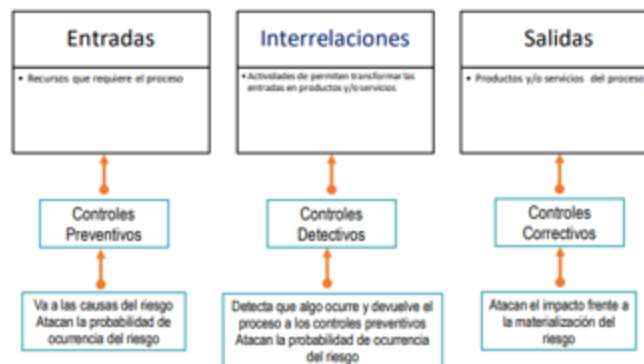 Entradas
• Recursos que requiere el proceso
Interrelaciones
• Actividades de permiten transformar las
entradas en productos y/o servicios
Salidas
• Productos y/o servicios del proceso
Controles
Preventivos
Controles
Detectivos
Controles
Correctivos
Va a las causas del riesgo
Atacan la probabilidad de
ocurrencia del riesgo
Detecta que algo ocurre y devuelve el
proceso a los controles preventivos
Atacan la probabilidad de ocurrencia
del riesgo
Atacan el impacto frente a
la materialización del
riesgo